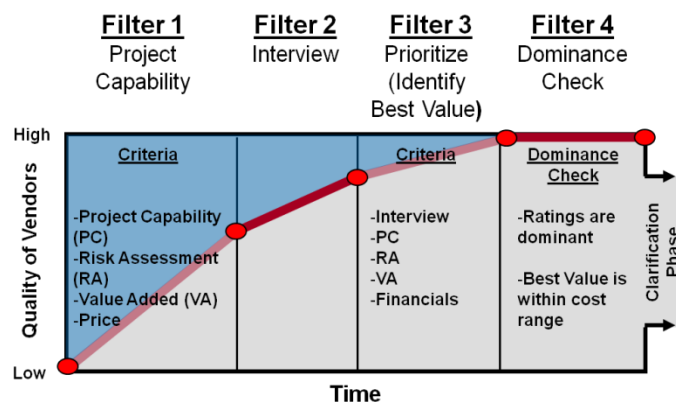 Filter 1
Project
Capability
Filter 2
Interview
Filter 3
Prioritize
(Identify
Best Value)
Filter 4
Dominance
Check
High
Quality of Vendors
Low
Criteria
-Project Capability
(PC)
-Risk Assessment
(RA)
-Value Added (VA)
-Price
Criteria
-Interview
-PC
-RA
-VA
-Financials
Dominance
Check
-Ratings are
dominant
-Best Value is
within cost
range
Clarification
Phase
Time